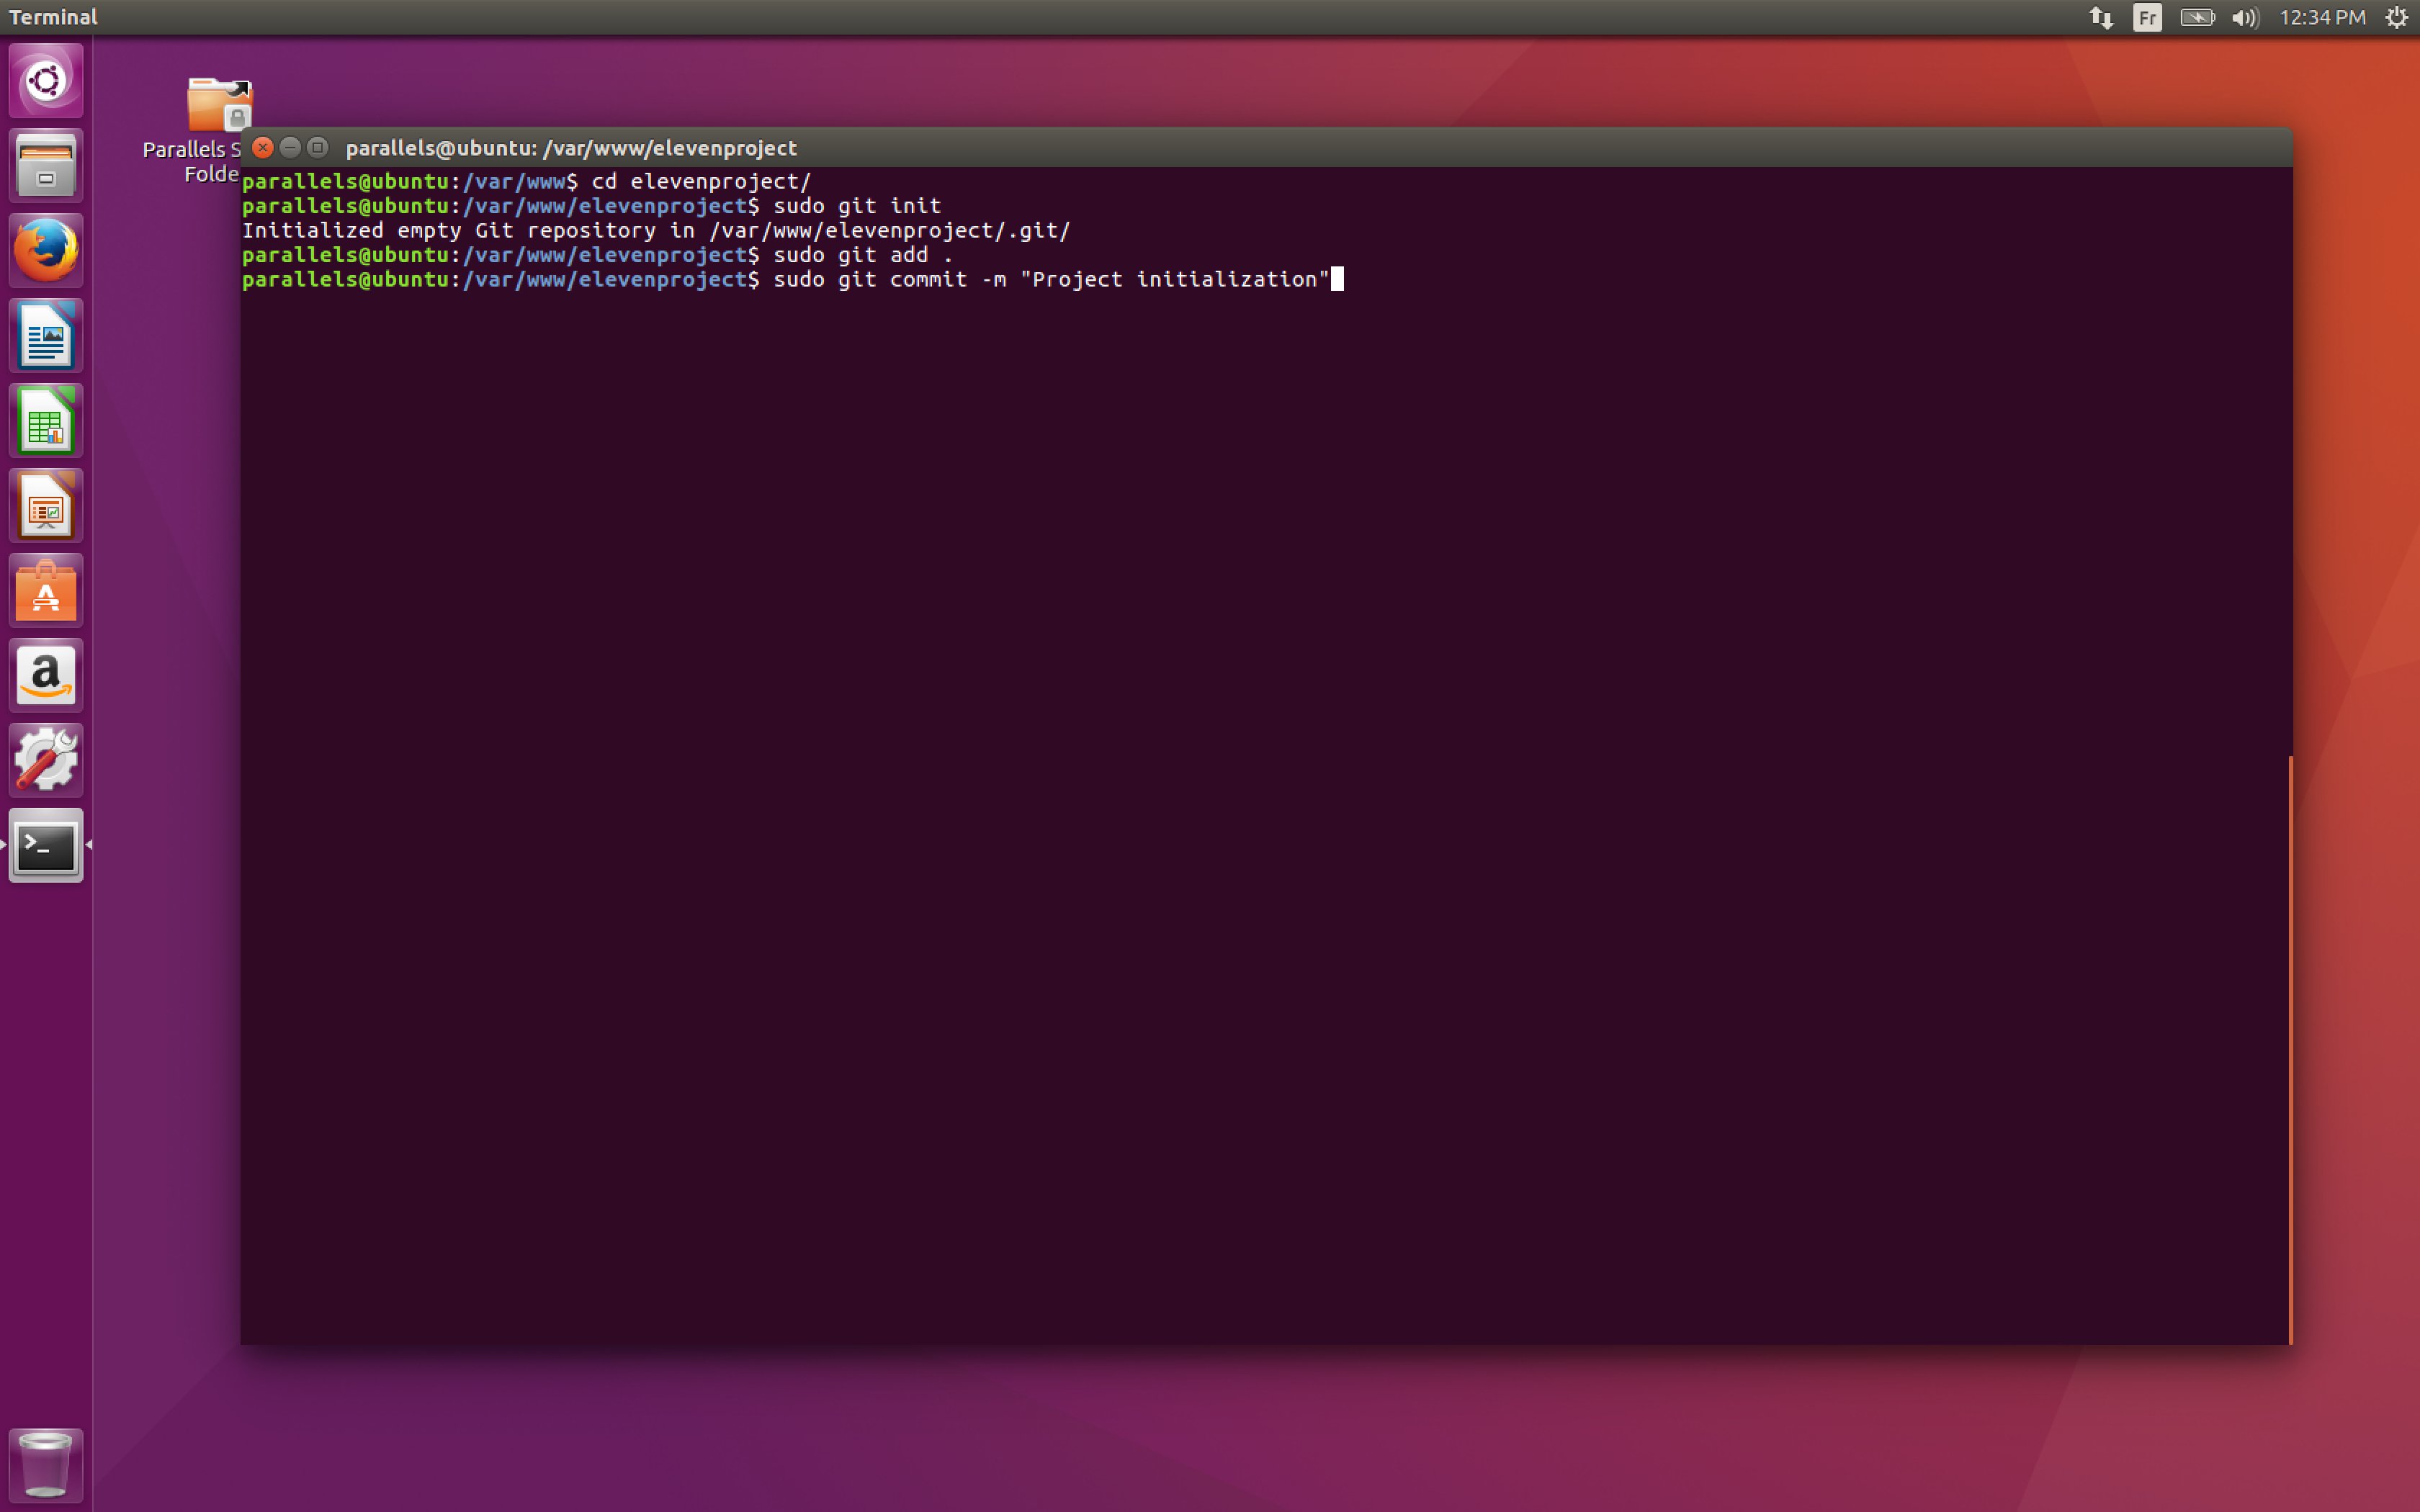 Terminal
Fr
12:34 PM
Parallels S
Folde
parallels@ubuntu: /var/www/elevenproject
parallels@ubuntu:/var/www$ cd elevenproject/
parallels@ubuntu:/var/www/elevenproject$ sudo git init
Initialized empty Git repository in /var/www/elevenproject/.git/
parallels@ubuntu:/var/www/elevenproject$ sudo git add .
parallels@ubuntu:/var/www/elevenproject$ sudo git commit -m "Project initialization"